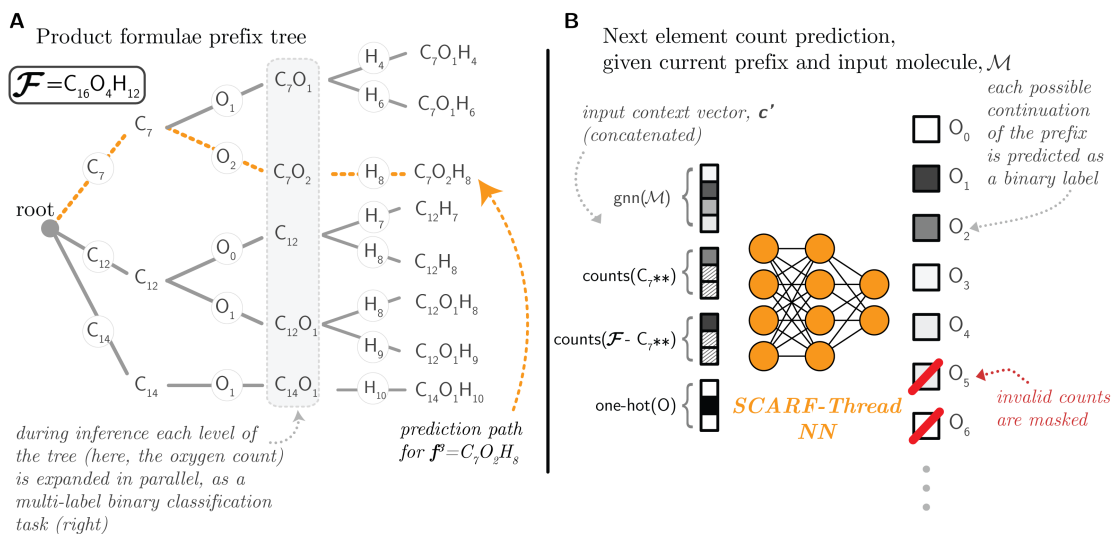 A
Product formulae prefix tree
ℱ=C₁₆O₄H₁₂
root
C₇
C₁₂
C₁₄
C₇
C₁₂
C₁₄
O₁
O₂
O₀
O₁
O₁
C₇O₁
C₇O₂
C₁₂
C₁₂O₁
C₁₄O₁
H₄
H₆
H₈
H₇
H₈
H₈
H₉
H₁₀
C₇O₁H₄
C₇O₁H₆
C₇O₂H₈
C₁₂H₇
C₁₂H₈
C₁₂O₁H₈
C₁₂O₁H₉
C₁₄O₁H₁₀
during inference each level of
the tree (here, the oxygen count)
is expanded in parallel, as a
multi-label binary classification
task (right)
prediction path
for f³=C₇O₂H₈
B
Next element count prediction,
given current prefix and input molecule, ℳ
input context vector, c'
(concatenated)
gnn(ℳ)
counts(C₇**)
counts(ℱ- C₇**)
one-hot(O)
SCARF-Thread
NN
each possible
continuation
of the prefix
is predicted as
a binary label
O₀
O₁
O₂
O₃
O₄
O₅
O₆
invalid counts
are masked